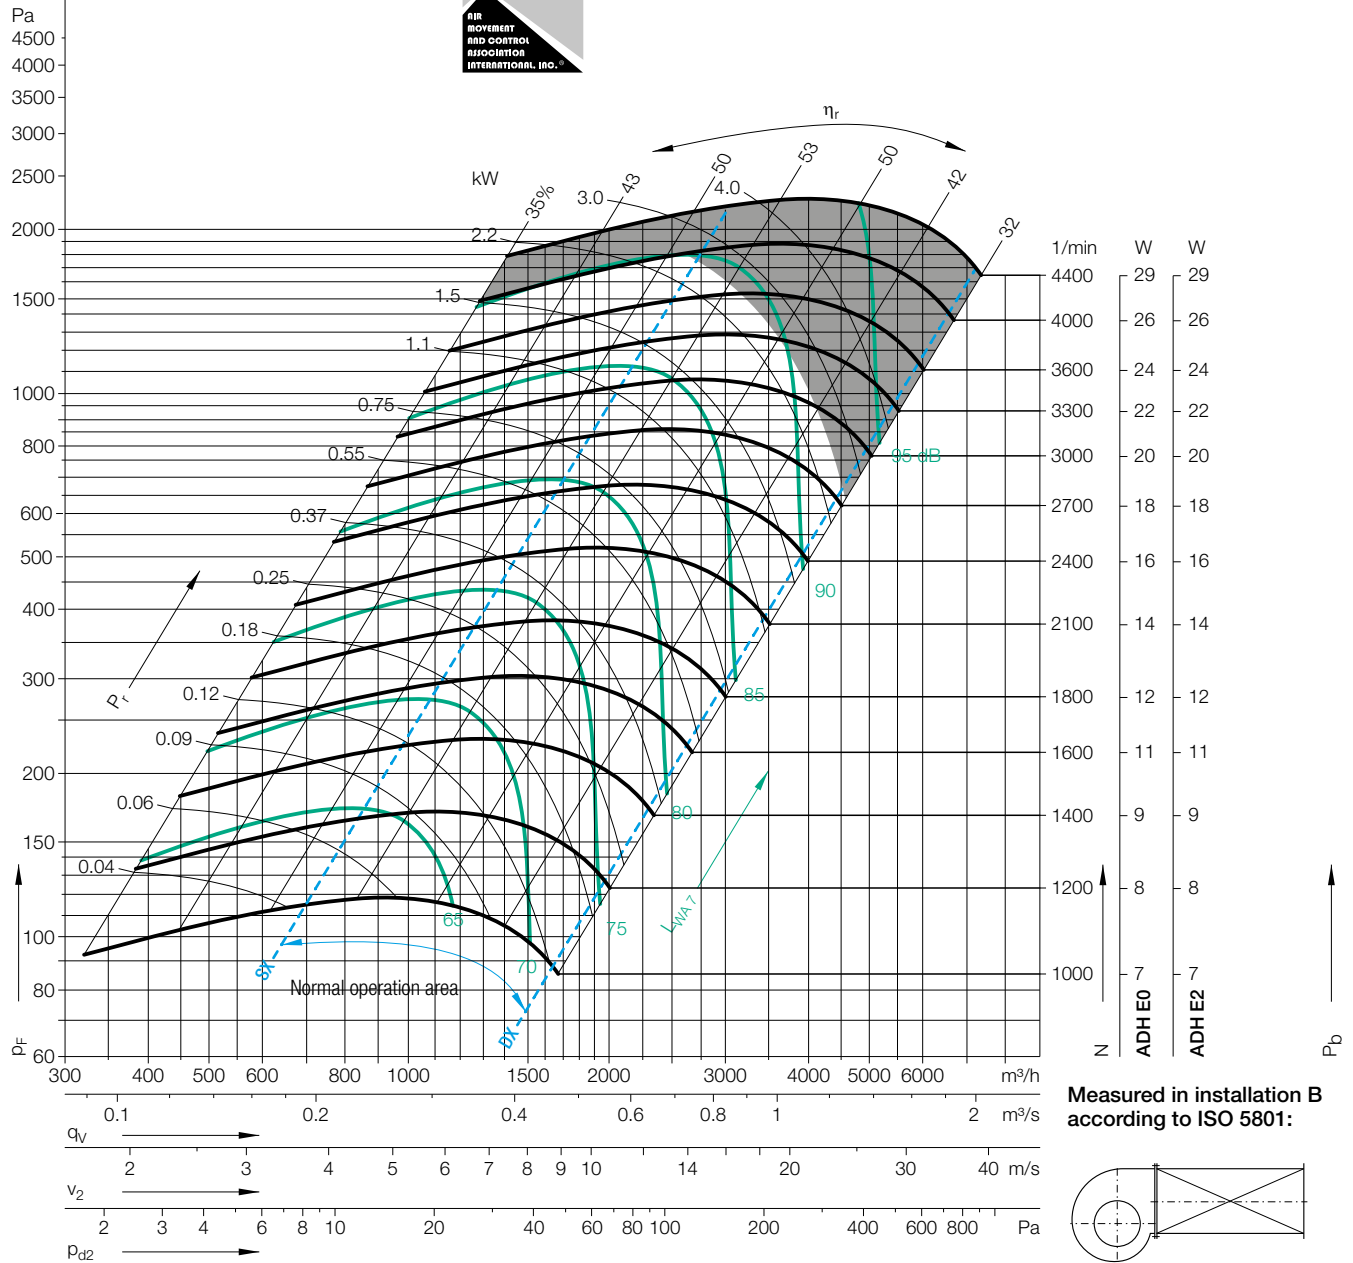 Pa
4500
4000
3500
3000
2500
2000
1500
1000
800
600
500
400
300
200
150
100
80
60
pF
AIR
MOVEMENT
AND CONTROL
ASSOCIATION
INTERNATIONAL, INC.®
ηr
kW
35%
43
50
53
50
42
32
4.0
3.0
2.2
1.5
1.1
0.75
0.55
0.37
0.25
0.18
0.12
0.09
0.06
0.04
Pr
95 dB
90
85
80
75
70
65
LWA 7
SX
DX
Normal operation area
1/min W W
4400 29 29
4000 26 26
3600 24 24
3300 22 22
3000 20 20
2700 18 18
2400 16 16
2100 14 14
1800 12 12
1600 11 11
1400 9 9
1200 8 8
1000 7 7
N
ADH E0
ADH E2
Pb
300 400 500 600 800 1000 1500 2000 3000 4000 5000 6000 m³/h
0.1 0.2 0.4 0.6 0.8 1 2 m³/s
qV
2 3 4 5 6 7 8 9 10 14 20 30 40 m/s
v2
2 3 4 6 8 10 20 40 60 80 100 200 400 600 800 Pa
pd2
Measured in installation B
according to ISO 5801: